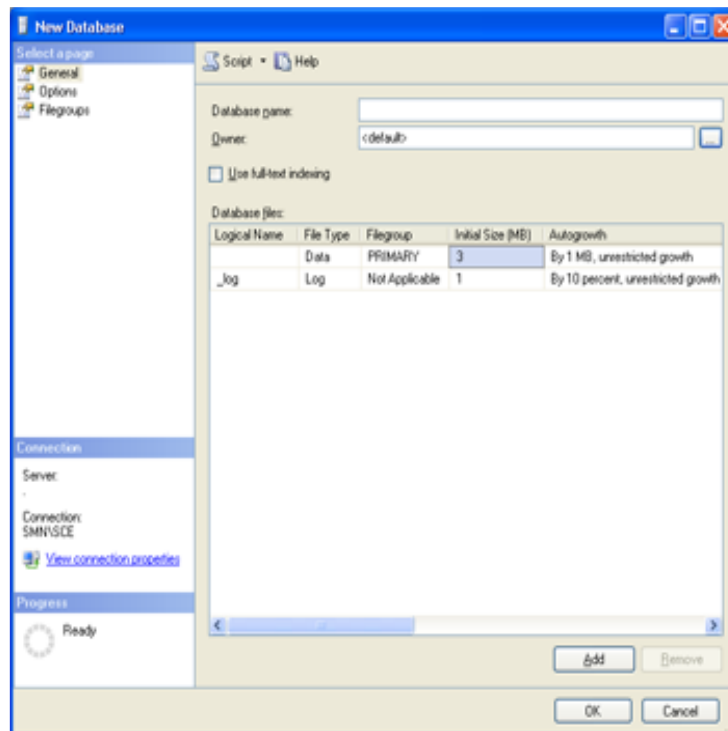 New Database
Select a page
General
Options
Filegroups
Script Help
Database name:
Owner: <default> ...
Use full-text indexing
Database files:
Logical Name File Type Filegroup Initial Size (MB) Autogrowth
Data PRIMARY 3 By 1 MB, unrestricted growth
_log Log Not Applicable 1 By 10 percent, unrestricted growth
Connection
Server:
.
Connection:
SMN\SCE
View connection properties
Progress
Ready
Add Remove
OK Cancel